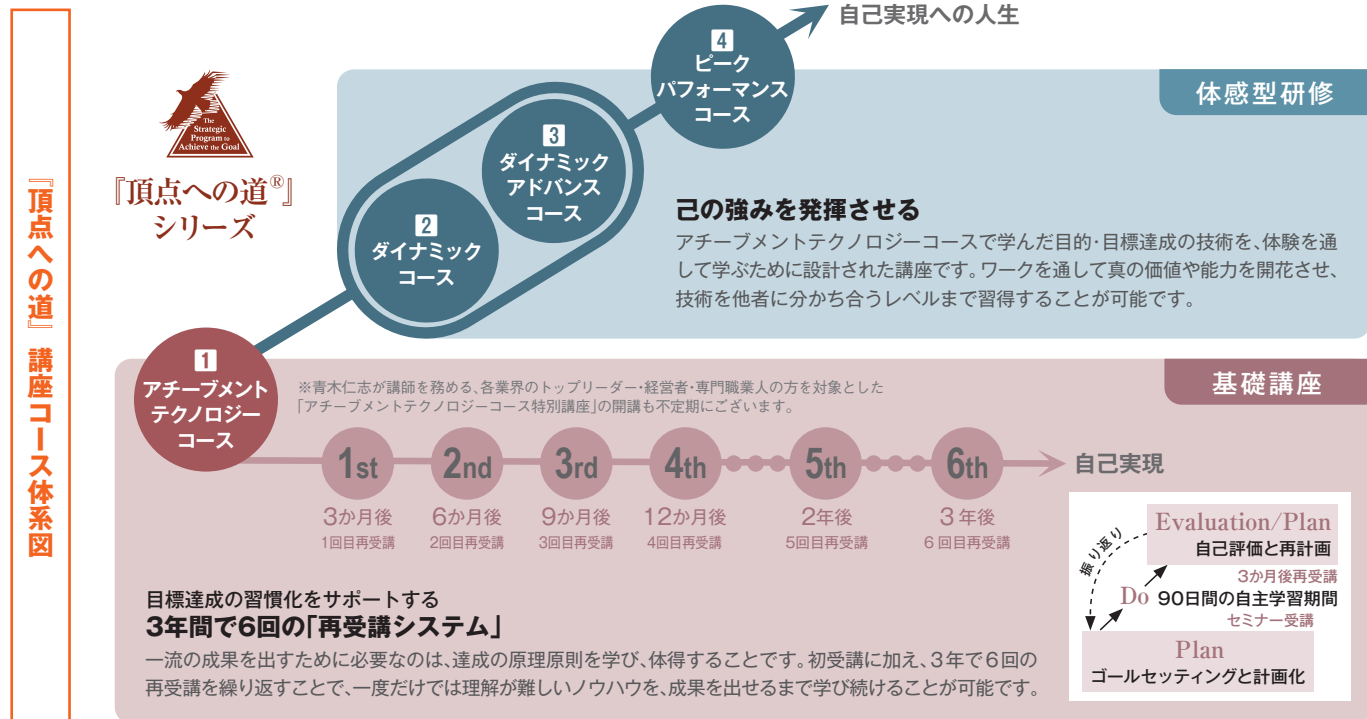 『頂点への道』講座コース体系図
The
Strategic
Program to
Achieve the Goal
『頂点への道®』
シリーズ
自己実現への人生
4
ピーク
パフォーマンス
コース
体感型研修
3
ダイナミック
アドバンス
コース
2
ダイナミック
コース
己の強みを発揮させる
アチーブメントテクノロジーコースで学んだ目的・目標達成の技術を、体験を通
して学ぶために設計された講座です。ワークを通して真の価値や能力を開花させ、
技術を他者に分かち合うレベルまで習得することが可能です。
1
アチーブメント
テクノロジー
コース
基礎講座
※青木仁志が講師を務める、各業界のトップリーダー・経営者・専門職業人の方を対象とした
「アチーブメントテクノロジーコース特別講座」の開講も不定期にございます。
1st 2nd 3rd 4th 5th 6th 自己実現
3か月後 6か月後 9か月後 12か月後 2年後 3年後
1回目再受講 2回目再受講 3回目再受講 4回目再受講 5回目再受講 6回目再受講
目標達成の習慣化をサポートする
3年間で6回の「再受講システム」
一流の成果を出すために必要なのは、達成の原理原則を学び、体得することです。初受講に加え、3年で6回の
再受講を繰り返すことで、一度だけでは理解が難しいノウハウを、成果を出せるまで学び続けることが可能です。
Evaluation/Plan
自己評価と再計画
振り返り
3か月後再受講
Do 90日間の自主学習期間
セミナー受講
Plan
ゴールセッティングと計画化